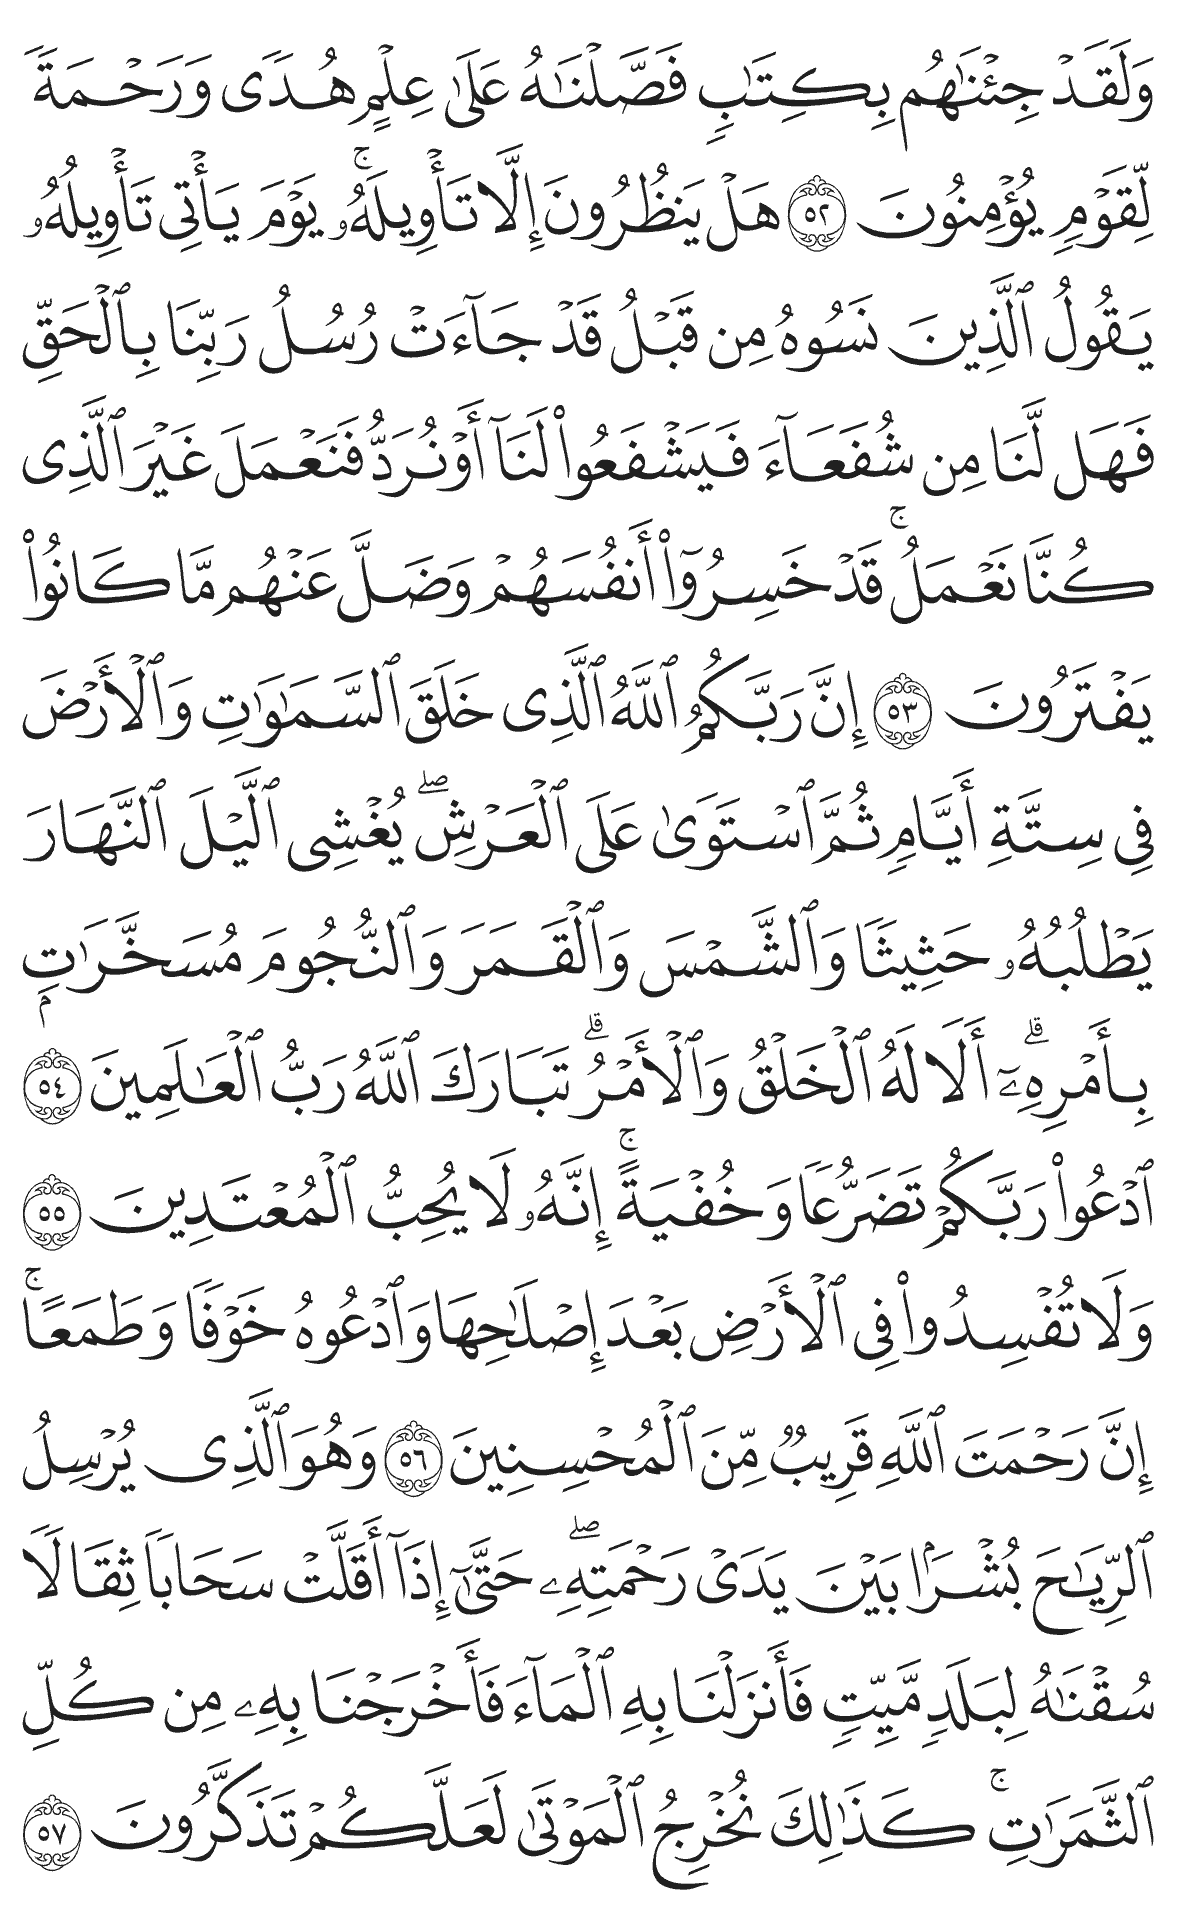 وَلَقَدۡ جِئۡنَٰهُم بِكِتَٰبٖ فَصَّلۡنَٰهُ عَلَىٰ عِلۡمٍ هُدٗى وَرَحۡمَةٗ
لِّقَوۡمٖ يُؤۡمِنُونَ ٥٢ هَلۡ يَنظُرُونَ إِلَّا تَأۡوِيلَهُۥۚ يَوۡمَ يَأۡتِي تَأۡوِيلُهُۥ
يَقُولُ ٱلَّذِينَ نَسُوهُ مِن قَبۡلُ قَدۡ جَآءَتۡ رُسُلُ رَبِّنَا بِٱلۡحَقِّ
فَهَل لَّنَا مِن شُفَعَآءَ فَيَشۡفَعُواْ لَنَآ أَوۡ نُرَدُّ فَنَعۡمَلَ غَيۡرَ ٱلَّذِي
كُنَّا نَعۡمَلُۚ قَدۡ خَسِرُوٓاْ أَنفُسَهُمۡ وَضَلَّ عَنۡهُم مَّا كَانُواْ
يَفۡتَرُونَ ٥٣ إِنَّ رَبَّكُمُ ٱللَّهُ ٱلَّذِي خَلَقَ ٱلسَّمَٰوَٰتِ وَٱلۡأَرۡضَ
فِي سِتَّةِ أَيَّامٖ ثُمَّ ٱسۡتَوَىٰ عَلَى ٱلۡعَرۡشِۖ يُغۡشِي ٱلَّيۡلَ ٱلنَّهَارَ
يَطۡلُبُهُۥ حَثِيثٗا وَٱلشَّمۡسَ وَٱلۡقَمَرَ وَٱلنُّجُومَ مُسَخَّرَٰتِۭ
بِأَمۡرِهِۦٓۗ أَلَا لَهُ ٱلۡخَلۡقُ وَٱلۡأَمۡرُۗ تَبَارَكَ ٱللَّهُ رَبُّ ٱلۡعَٰلَمِينَ ٥٤
ٱدۡعُواْ رَبَّكُمۡ تَضَرُّعٗا وَخُفۡيَةًۚ إِنَّهُۥ لَا يُحِبُّ ٱلۡمُعۡتَدِينَ ٥٥
وَلَا تُفۡسِدُواْ فِي ٱلۡأَرۡضِ بَعۡدَ إِصۡلَٰحِهَا وَٱدۡعُوهُ خَوۡفٗا وَطَمَعًاۚ
إِنَّ رَحۡمَتَ ٱللَّهِ قَرِيبٞ مِّنَ ٱلۡمُحۡسِنِينَ ٥٦ وَهُوَ ٱلَّذِي يُرۡسِلُ
ٱلرِّيَٰحَ بُشۡرَۢا بَيۡنَ يَدَيۡ رَحۡمَتِهِۦۖ حَتَّىٰٓ إِذَآ أَقَلَّتۡ سَحَابٗا ثِقَالٗا
سُقۡنَٰهُ لِبَلَدٖ مَّيِّتٖ فَأَنزَلۡنَا بِهِ ٱلۡمَآءَ فَأَخۡرَجۡنَا بِهِۦ مِن كُلِّ
ٱلثَّمَرَٰتِۚ كَذَٰلِكَ نُخۡرِجُ ٱلۡمَوۡتَىٰ لَعَلَّكُمۡ تَذَكَّرُونَ ٥٧